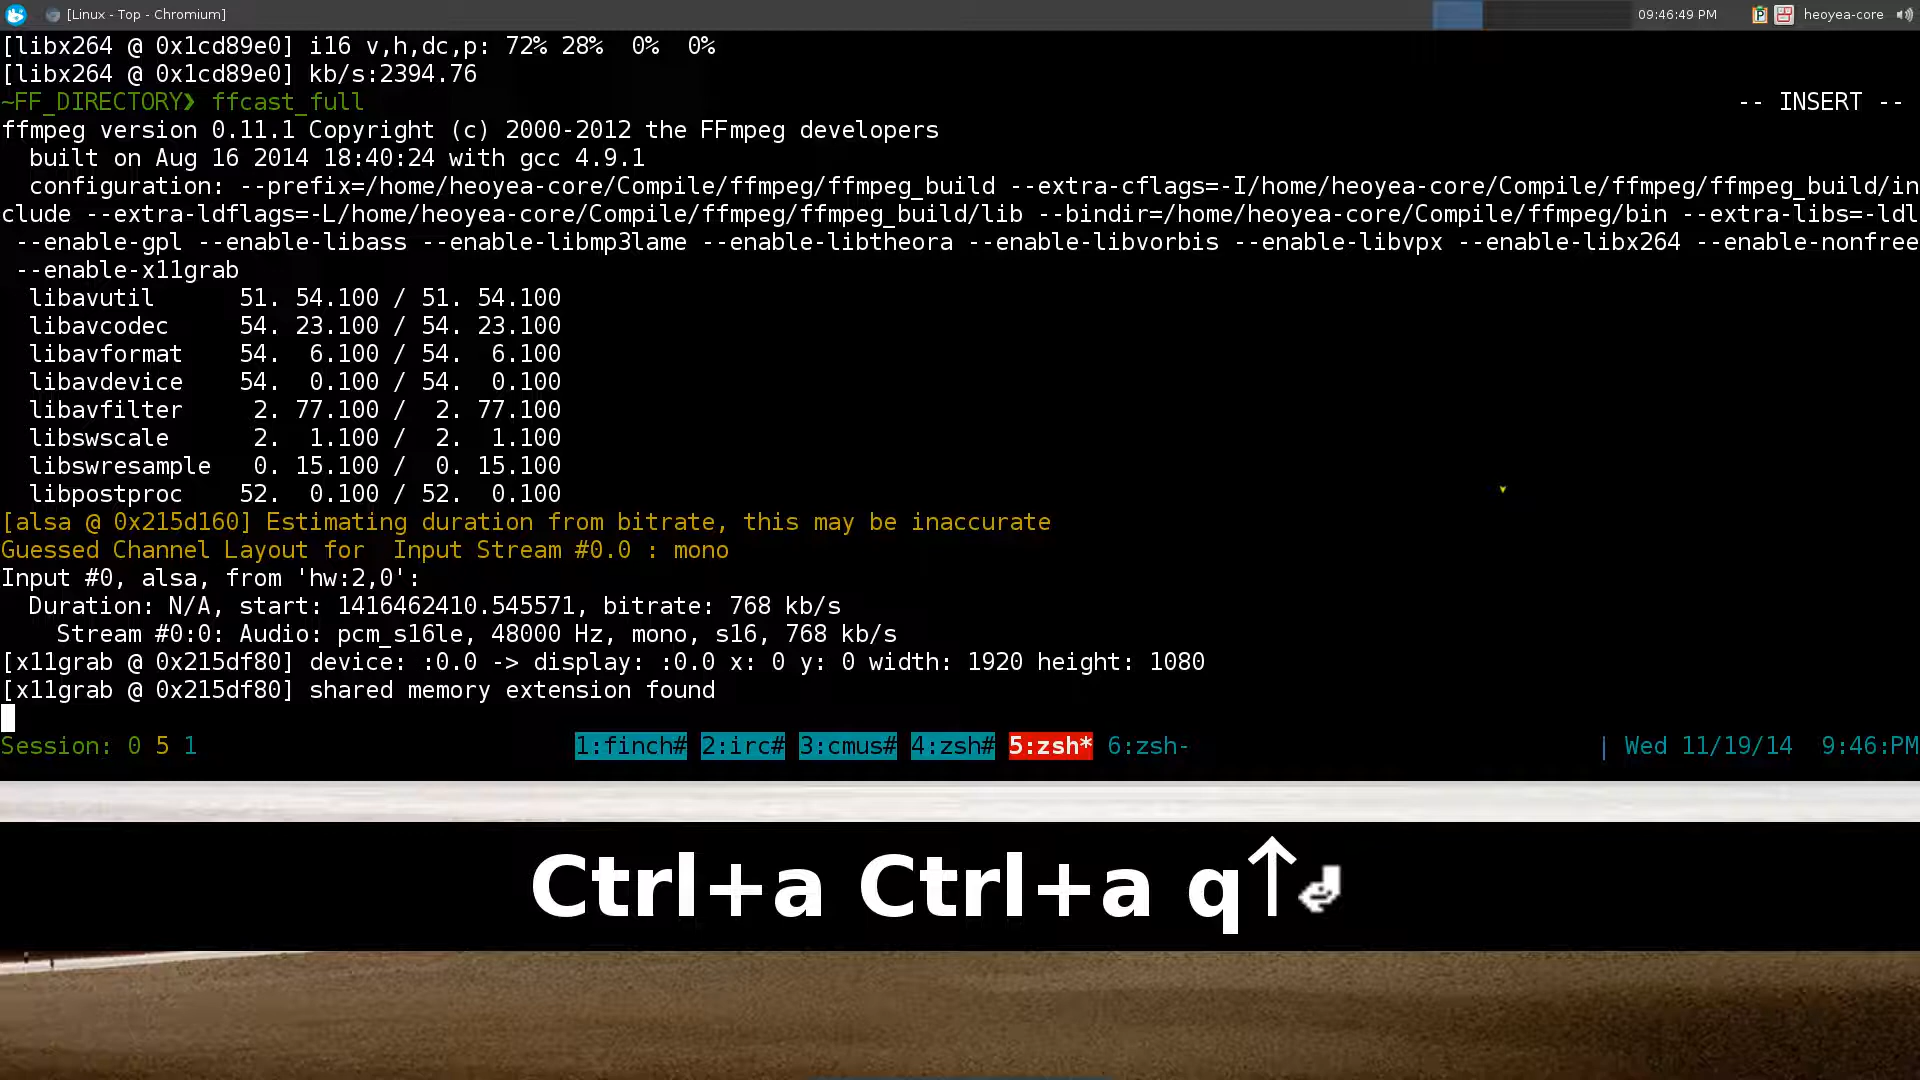 [Linux - Top - Chromium] 09:46:49 PM heoyea-core
[libx264 @ 0x1cd89e0] i16 v,h,dc,p: 72% 28%  0%  0%
[libx264 @ 0x1cd89e0] kb/s:2394.76
~FF_DIRECTORY❯ ffcast_full -- INSERT --
ffmpeg version 0.11.1 Copyright (c) 2000-2012 the FFmpeg developers
  built on Aug 16 2014 18:40:24 with gcc 4.9.1
  configuration: --prefix=/home/heoyea-core/Compile/ffmpeg/ffmpeg_build --extra-cflags=-I/home/heoyea-core/Compile/ffmpeg/ffmpeg_build/in
clude --extra-ldflags=-L/home/heoyea-core/Compile/ffmpeg/ffmpeg_build/lib --bindir=/home/heoyea-core/Compile/ffmpeg/bin --extra-libs=-ldl
 --enable-gpl --enable-libass --enable-libmp3lame --enable-libtheora --enable-libvorbis --enable-libvpx --enable-libx264 --enable-nonfree
 --enable-x11grab
  libavutil      51. 54.100 / 51. 54.100
  libavcodec     54. 23.100 / 54. 23.100
  libavformat    54.  6.100 / 54.  6.100
  libavdevice    54.  0.100 / 54.  0.100
  libavfilter     2. 77.100 /  2. 77.100
  libswscale      2.  1.100 /  2.  1.100
  libswresample   0. 15.100 /  0. 15.100
  libpostproc    52.  0.100 / 52.  0.100
[alsa @ 0x215d160] Estimating duration from bitrate, this may be inaccurate
Guessed Channel Layout for  Input Stream #0.0 : mono
Input #0, alsa, from 'hw:2,0':
  Duration: N/A, start: 1416462410.545571, bitrate: 768 kb/s
    Stream #0:0: Audio: pcm_s16le, 48000 Hz, mono, s16, 768 kb/s
[x11grab @ 0x215df80] device: :0.0 -> display: :0.0 x: 0 y: 0 width: 1920 height: 1080
[x11grab @ 0x215df80] shared memory extension found
Session: 0 5 1 1:finch# 2:irc# 3:cmus# 4:zsh# 5:zsh* 6:zsh- | Wed 11/19/14  9:46:PM
Ctrl+a Ctrl+a q↑⏎